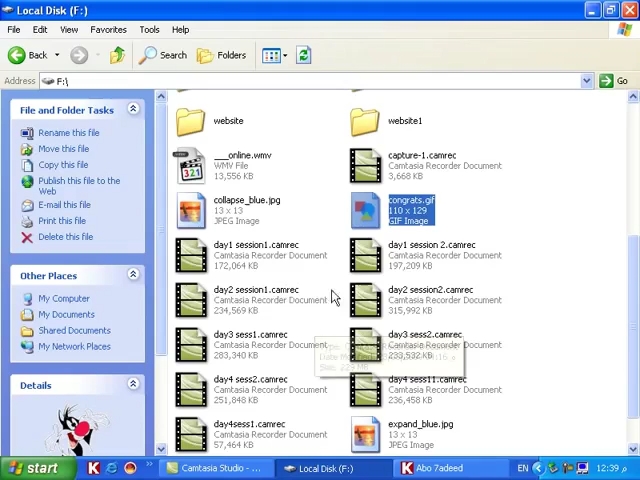 Local Disk (F:)
File Edit View Favorites Tools Help
Back Search Folders
Address F:\ Go
File and Folder Tasks
Rename this file
Move this file
Copy this file
Publish this file to the
Web
E-mail this file
Print this file
Delete this file
Other Places
My Computer
My Documents
Shared Documents
My Network Places
Details
website
website1
___online.wmv
WMV File
13,556 KB
capture-1.camrec
Camtasia Recorder Document
3,668 KB
collapse_blue.jpg
13 x 13
JPEG Image
congrats.gif
110 x 129
GIF Image
day1 session1.camrec
Camtasia Recorder Document
172,064 KB
day1 session 2.camrec
Camtasia Recorder Document
197,209 KB
day2 session1.camrec
Camtasia Recorder Document
234,569 KB
day2 session2.camrec
Camtasia Recorder Document
315,992 KB
day3 sess1.camrec
Camtasia Recorder Document
283,340 KB
day3 sess2.camrec
233,532 KB
day4 sess2.camrec
Camtasia Recorder Document
251,848 KB
day4 sess11.camrec
Camtasia Recorder Document
236,458 KB
day4sess1.camrec
Camtasia Recorder Document
57,464 KB
expand_blue.jpg
13 x 13
JPEG Image
start
Camtasia Studio - ...
Local Disk (F:)
Abo 7adeed
EN
12:39 م